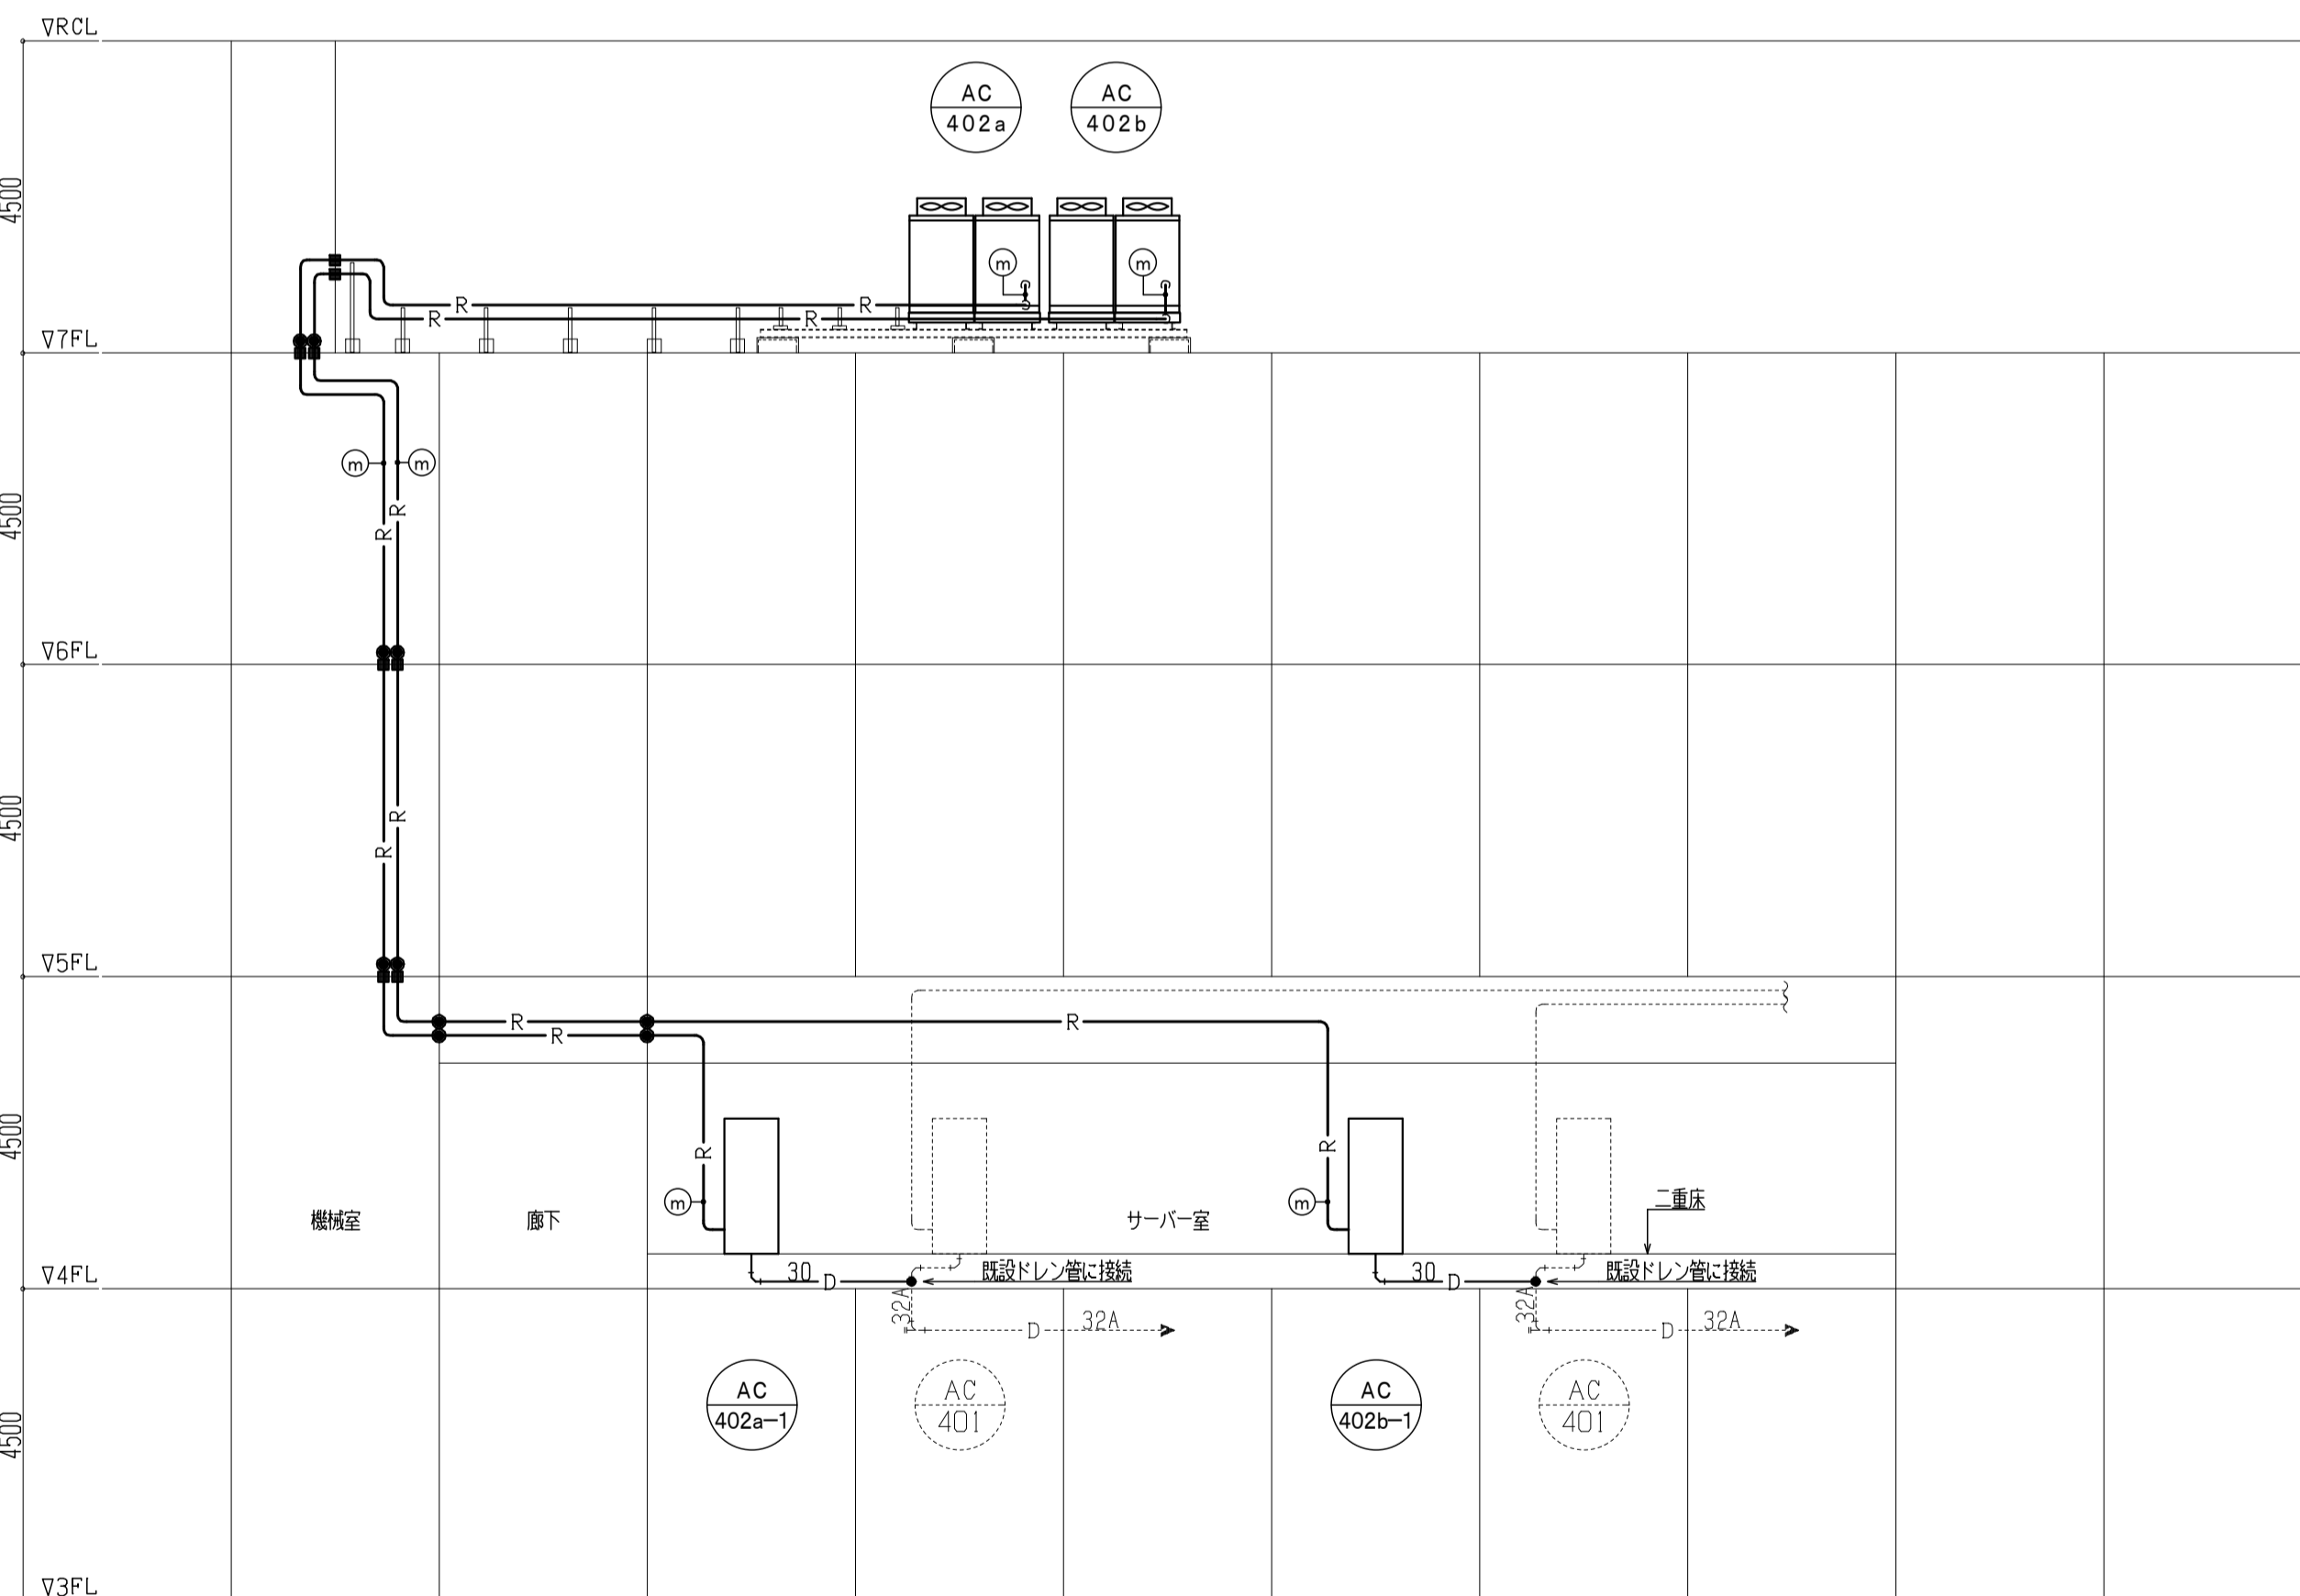 ▽RCL
AC
402a
AC
402b
4500
m
m
R
R
R
R
▽7FL
m
m
4500
R
R
▽6FL
4500
R
R
▽5FL
R
R
R
4500
R
R
m
m
機械室
廊下
サーバー室
二重床
▽4FL
30
D
既設ドレン管に接続
30
D
既設ドレン管に接続
32A
D
32A
32A
D
32A
AC
402a-1
AC
401
AC
402b-1
AC
401
4500
▽3FL